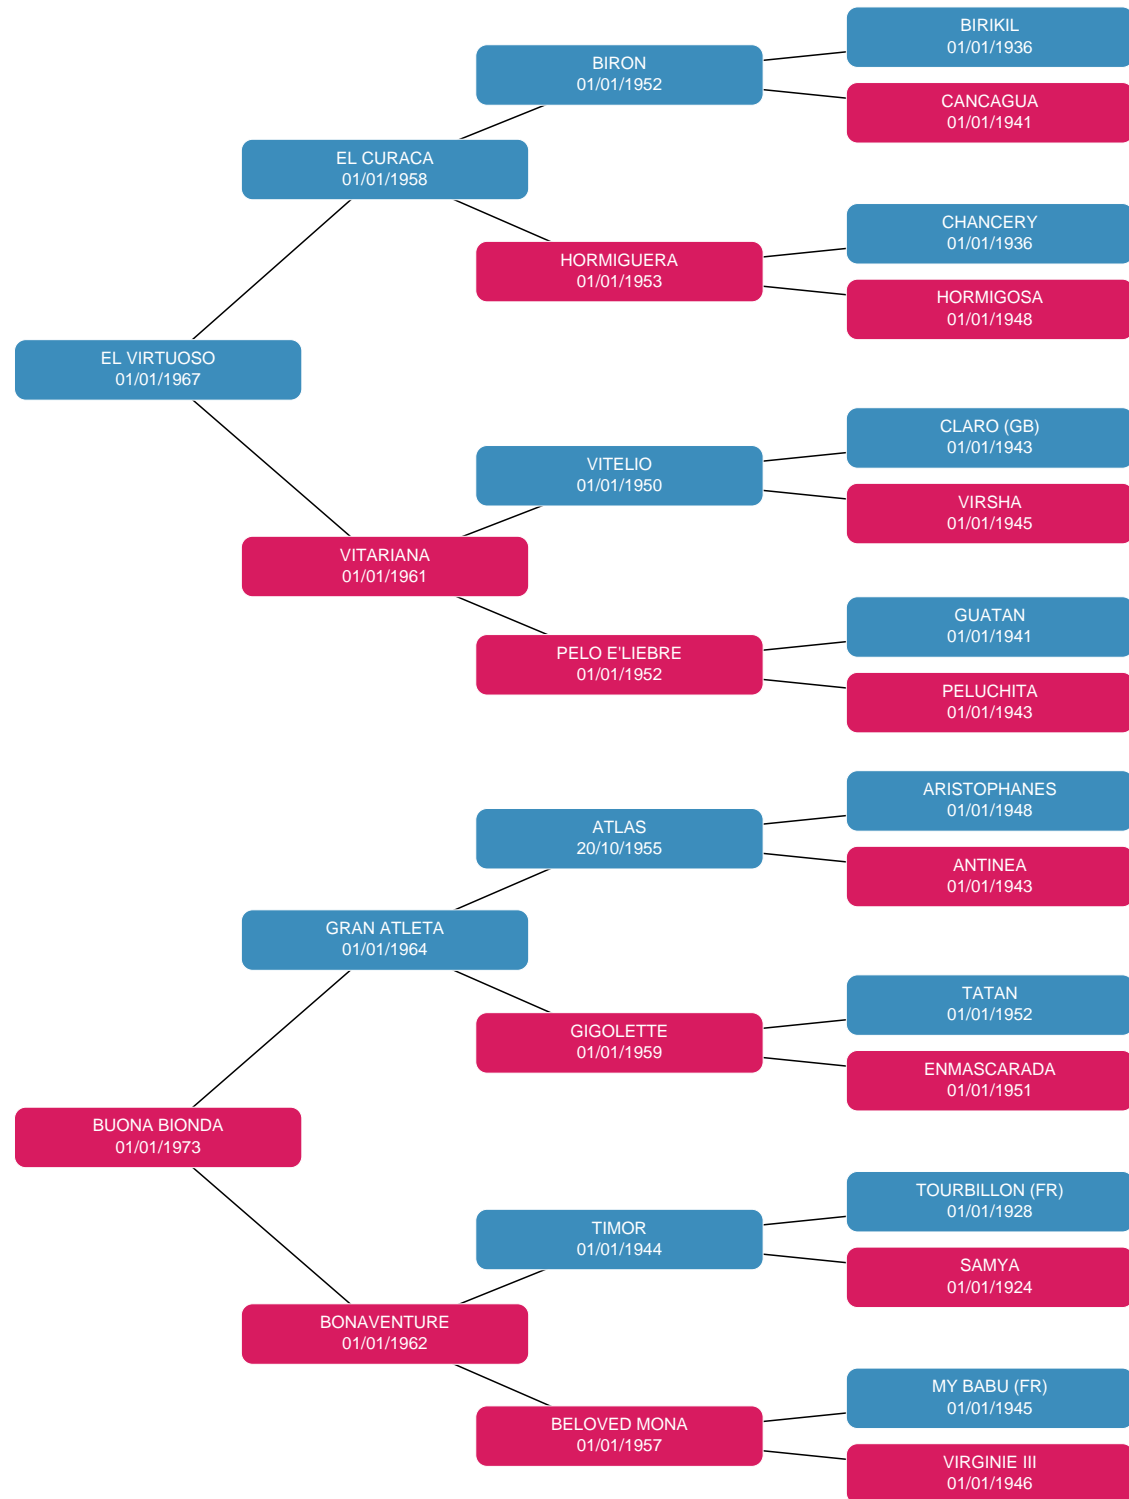 BIRIKIL
01/01/1936
BIRON
01/01/1952
CANCAGUA
01/01/1941
EL CURACA
01/01/1958
CHANCERY
01/01/1936
HORMIGUERA
01/01/1953
HORMIGOSA
01/01/1948
EL VIRTUOSO
01/01/1967
CLARO (GB)
01/01/1943
VITELIO
01/01/1950
VIRSHA
01/01/1945
VITARIANA
01/01/1961
GUATAN
01/01/1941
PELO E'LIEBRE
01/01/1952
PELUCHITA
01/01/1943
ARISTOPHANES
01/01/1948
ATLAS
20/10/1955
ANTINEA
01/01/1943
GRAN ATLETA
01/01/1964
TATAN
01/01/1952
GIGOLETTE
01/01/1959
ENMASCARADA
01/01/1951
BUONA BIONDA
01/01/1973
TOURBILLON (FR)
01/01/1928
TIMOR
01/01/1944
SAMYA
01/01/1924
BONAVENTURE
01/01/1962
MY BABU (FR)
01/01/1945
BELOVED MONA
01/01/1957
VIRGINIE III
01/01/1946